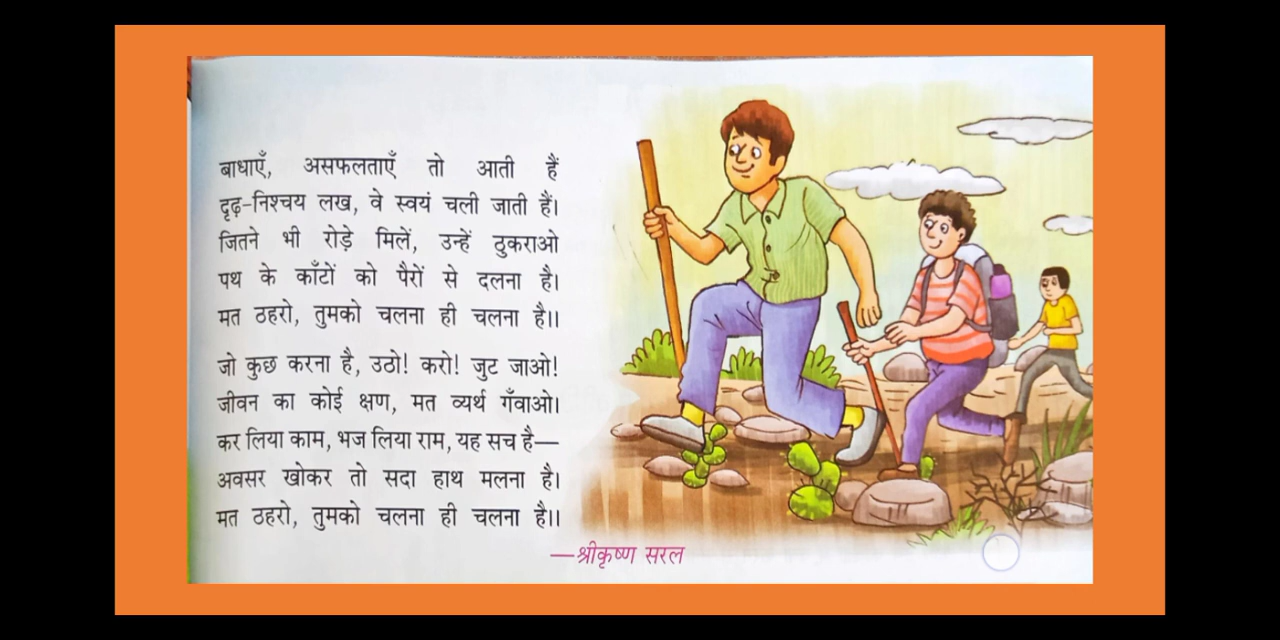 बाधाएँ, असफलताएँ तो आती हैं
दृढ़-निश्चय लख, वे स्वयं चली जाती हैं।
जितने भी रोड़े मिलें, उन्हें ठुकराओ
पथ के काँटों को पैरों से दलना है।
मत ठहरो, तुमको चलना ही चलना है।।
जो कुछ करना है, उठो! करो! जुट जाओ!
जीवन का कोई क्षण, मत व्यर्थ गँवाओ।
कर लिया काम, भज लिया राम, यह सच है—
अवसर खोकर तो सदा हाथ मलना है।
मत ठहरो, तुमको चलना ही चलना है।।
—श्रीकृष्ण सरल